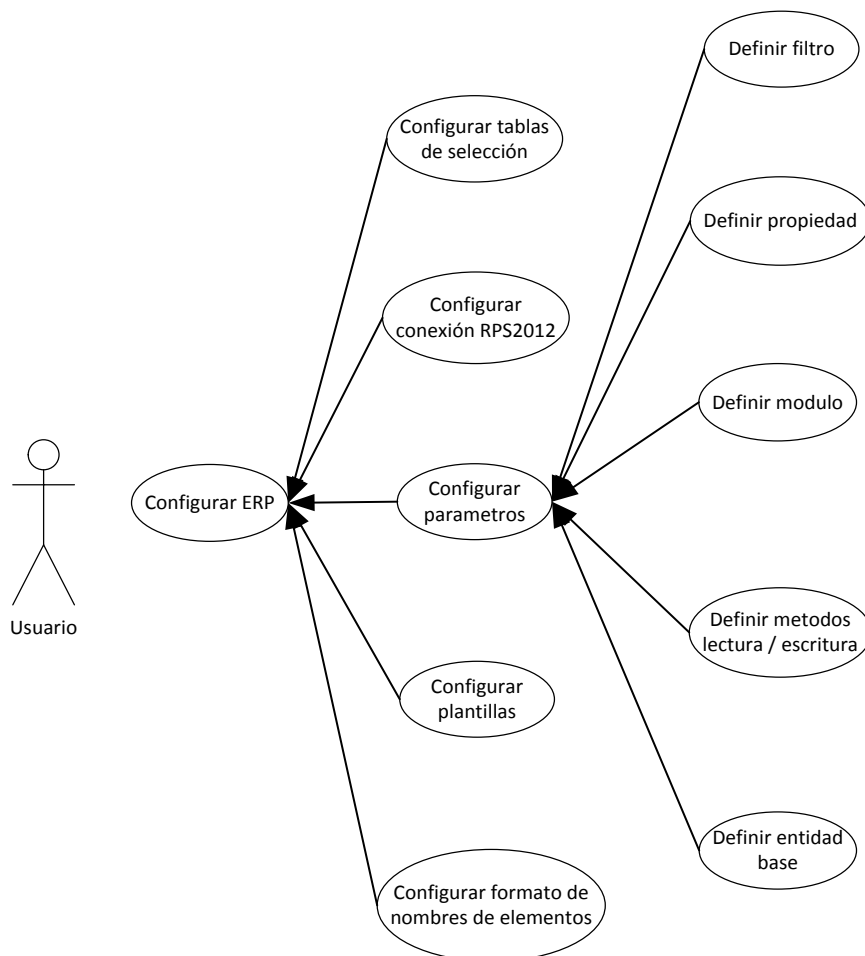 Definir filtro
Configurar tablas
de selección
Definir propiedad
Configurar
conexión RPS2012
Definir modulo
Configurar ERP
Configurar
parametros
Usuario
Definir metodos
lectura / escritura
Configurar
plantillas
Definir entidad
base
Configurar formato de
nombres de elementos